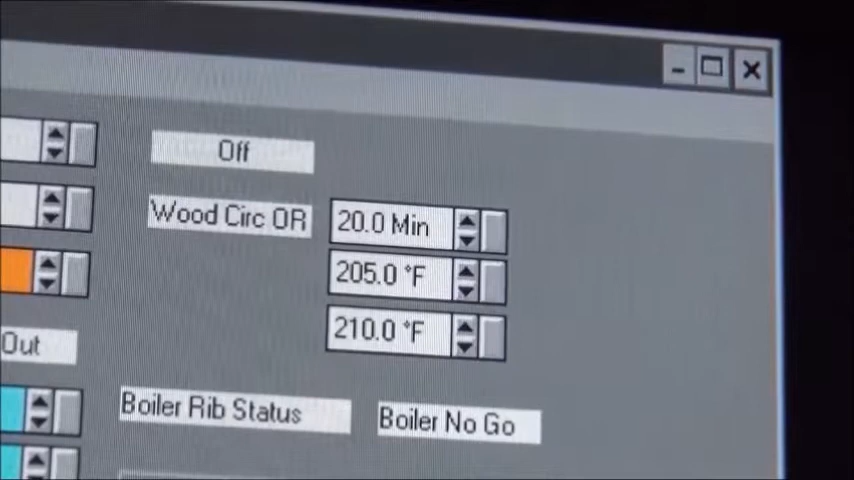 Off
Wood Circ OR
20.0 Min
205.0 °F
210.0 °F
Out
Boiler Rib Status
Boiler No Go